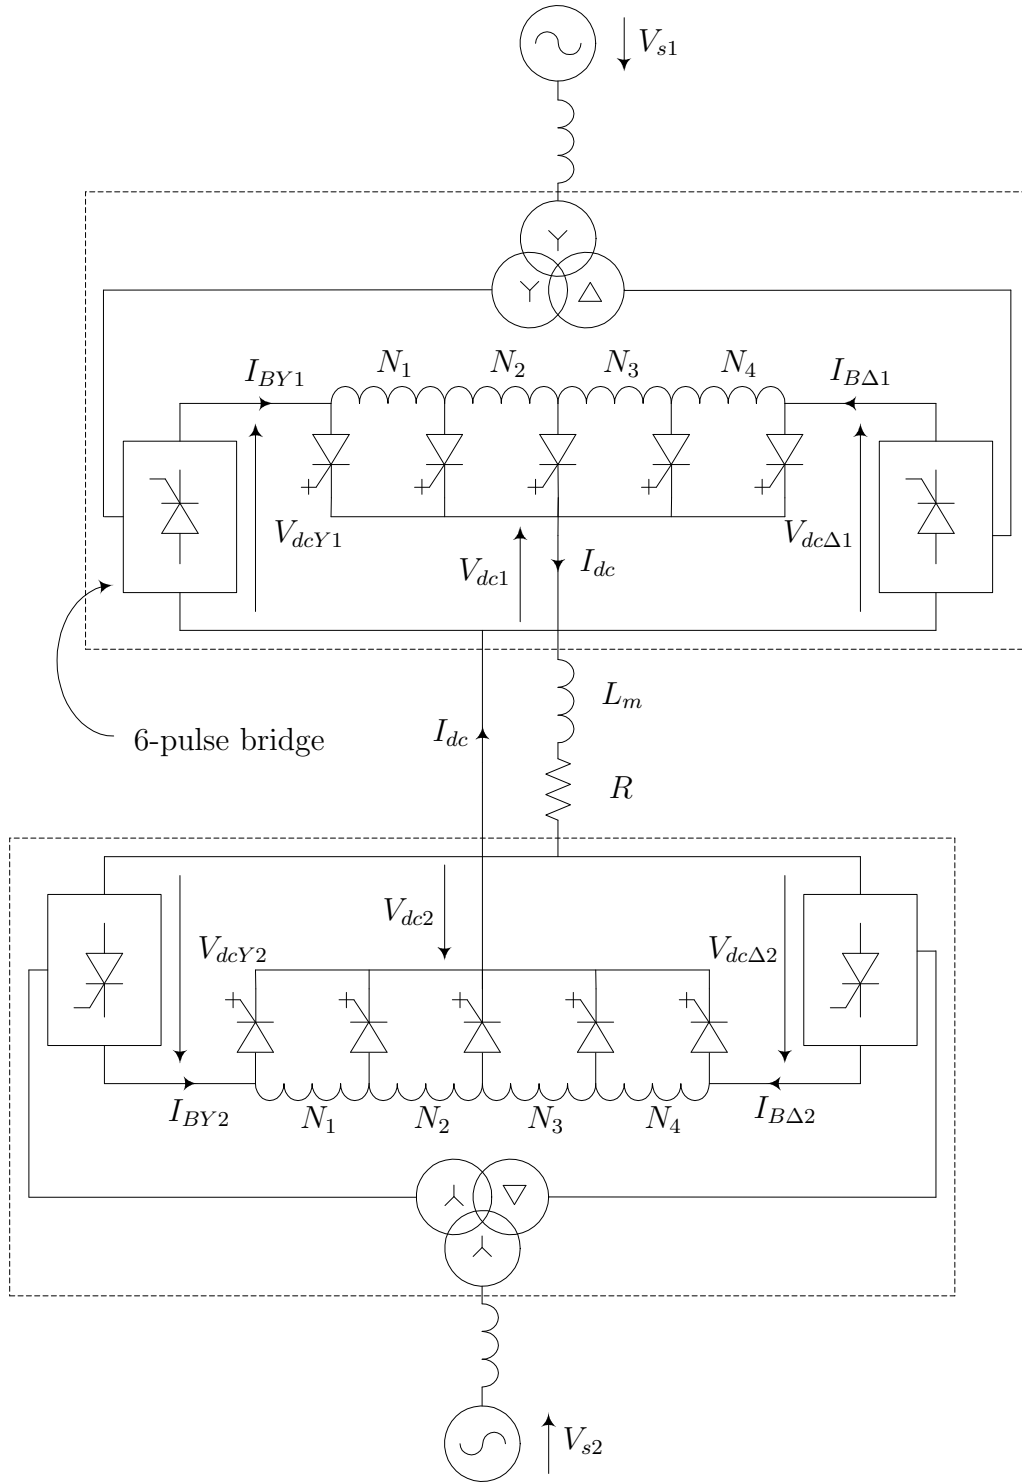 V_{s1}
N_1 N_2 N_3 N_4
I_{BY1} I_{BΔ1}
V_{dcY1} V_{dc1} I_{dc} V_{dcΔ1}
L_m
I_{dc}
6-pulse bridge
R
V_{dcY2} V_{dc2} V_{dcΔ2}
I_{BY2} N_1 N_2 N_3 N_4 I_{BΔ2}
V_{s2}